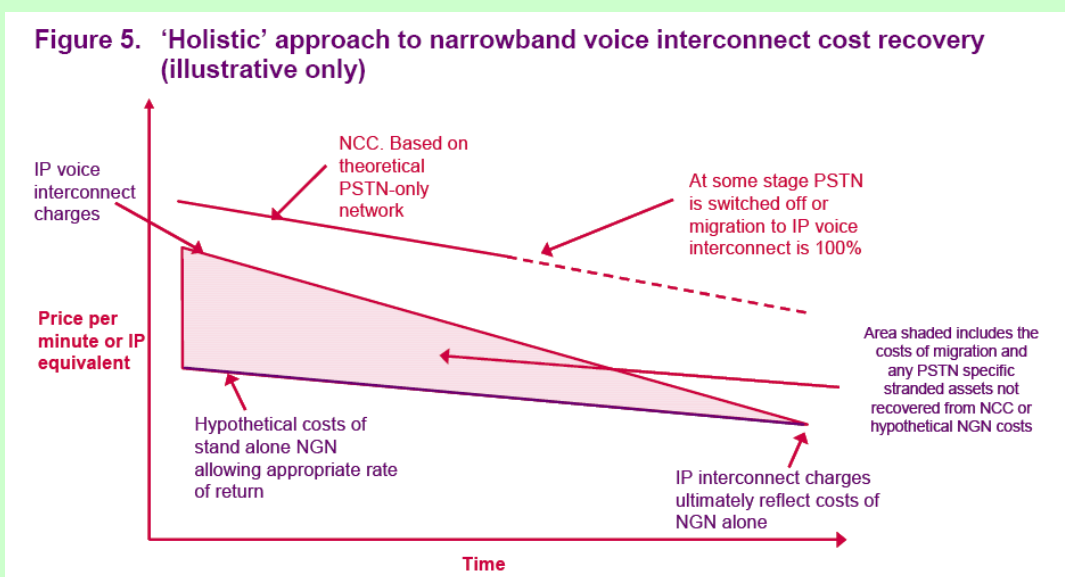 Figure 5. ‘Holistic’ approach to narrowband voice interconnect cost recovery
(illustrative only)
IP voice
interconnect
charges
NCC. Based on
theoretical
PSTN-only
network
At some stage PSTN
is switched off or
migration to IP voice
interconnect is 100%
Price per
minute or IP
equivalent
Area shaded includes the
costs of migration and
any PSTN specific
stranded assets not
recovered from NCC or
hypothetical NGN costs
Hypothetical costs of
stand alone NGN
allowing appropriate rate
of return
IP interconnect charges
ultimately reflect costs of
NGN alone
Time